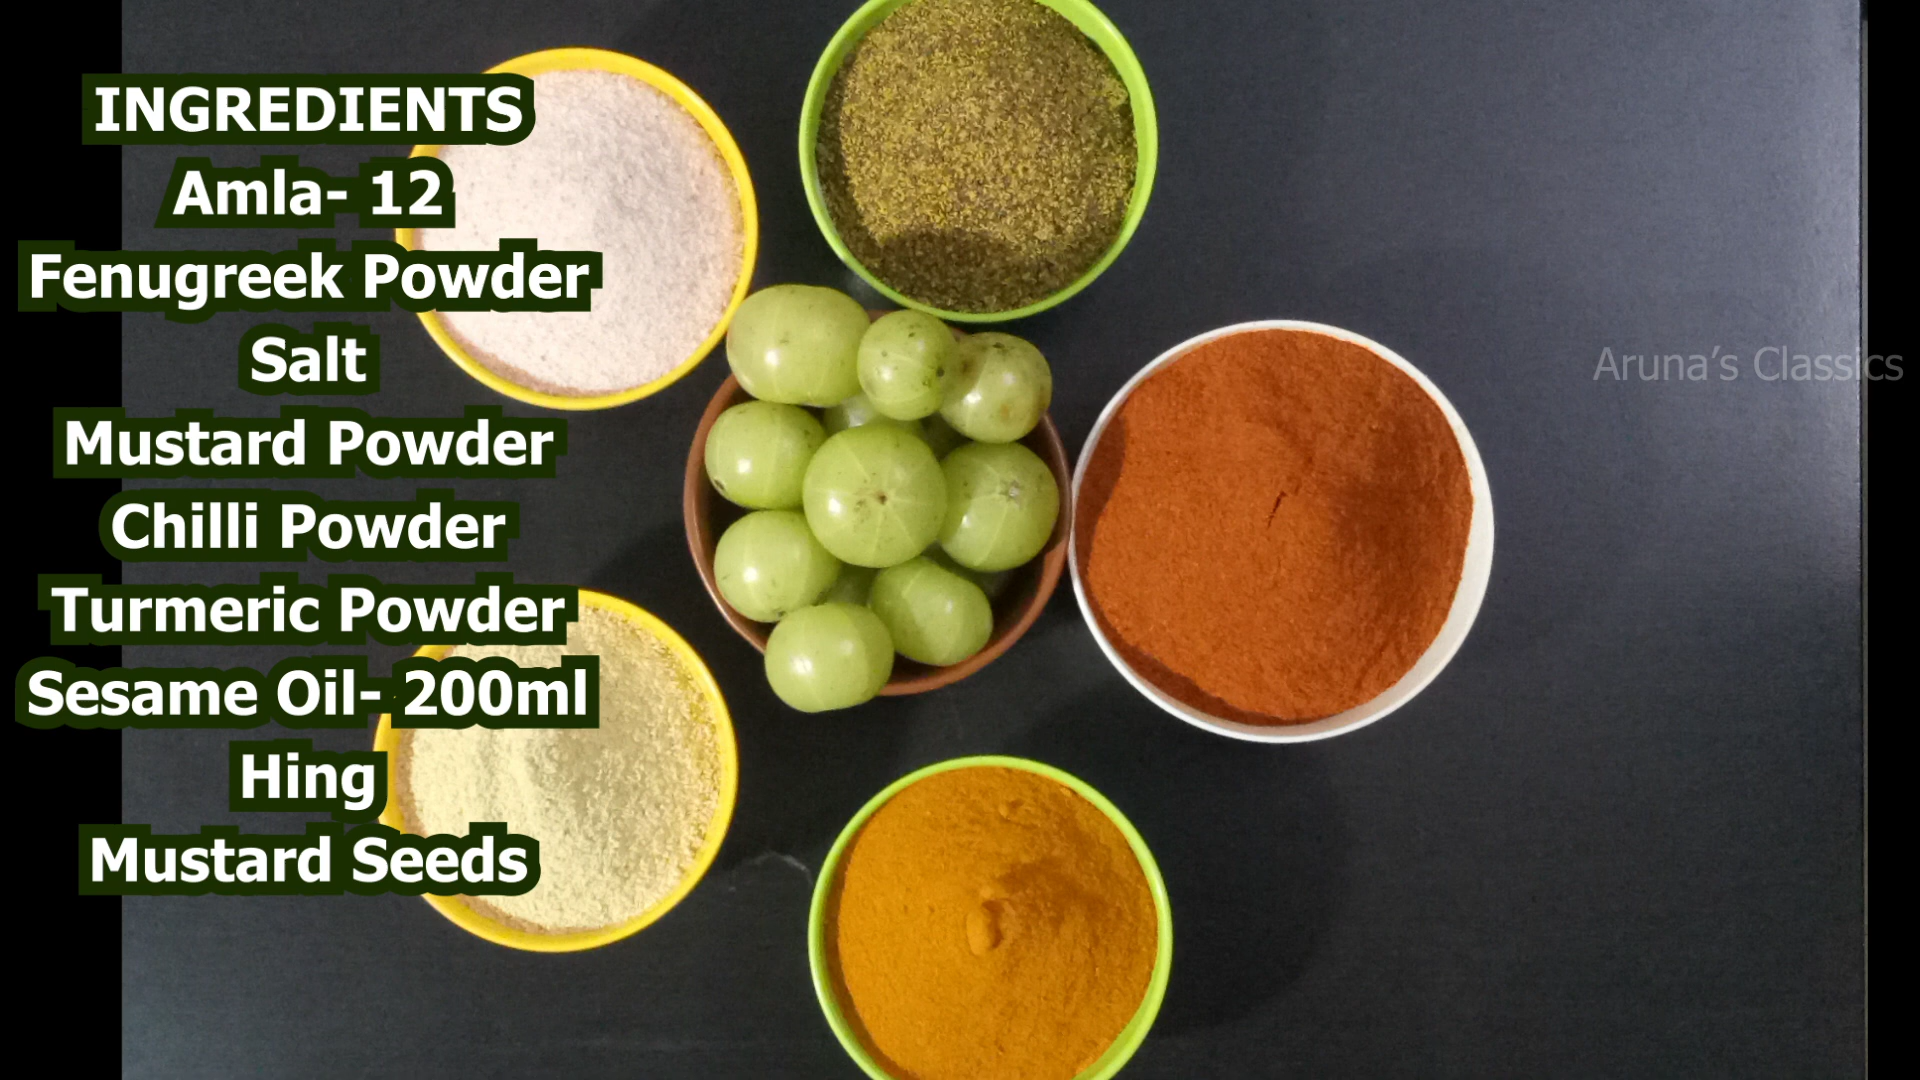 INGREDIENTS
Amla- 12
Fenugreek Powder
Salt
Mustard Powder
Chilli Powder
Turmeric Powder
Sesame Oil- 200ml
Hing
Mustard Seeds
Aruna’s Classics